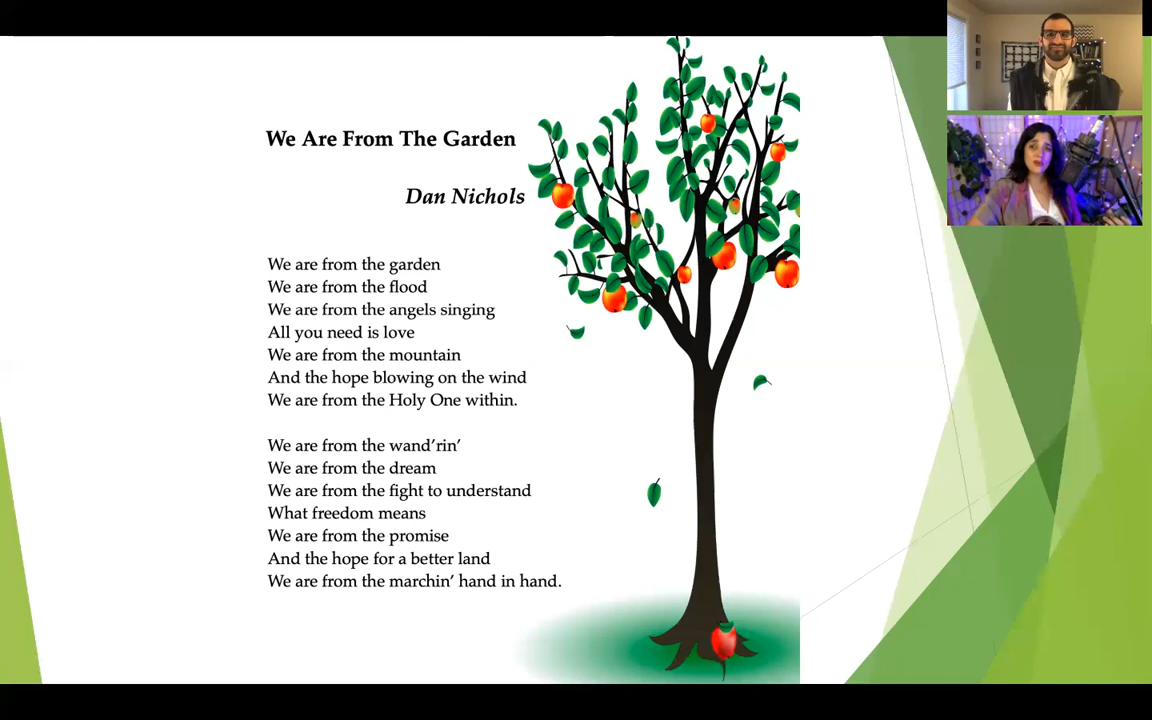 We Are From The Garden
Dan Nichols
We are from the garden
We are from the flood
We are from the angels singing
All you need is love
We are from the mountain
And the hope blowing on the wind
We are from the Holy One within.
We are from the wand’rin’
We are from the dream
We are from the fight to understand
What freedom means
We are from the promise
And the hope for a better land
We are from the marchin’ hand in hand.